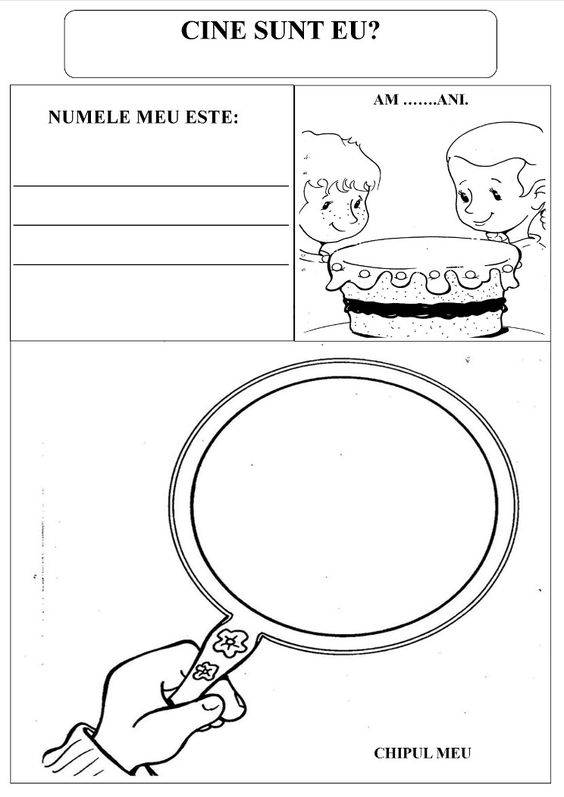 CINE SUNT EU?
NUMELE MEU ESTE:
AM .......ANI.
CHIPUL MEU